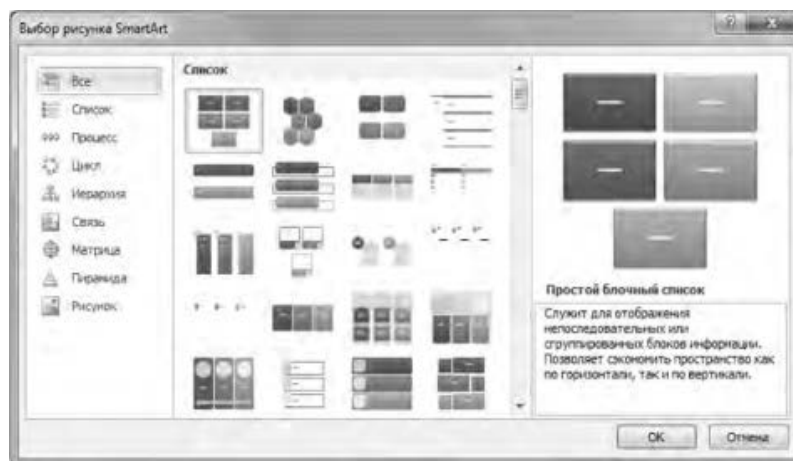 Выбор рисунка SmartArt
Все
Список
Процесс
Цикл
Иерархия
Связь
Матрица
Пирамида
Рисунок
Список
Простой блочный список
Служит для отображения
непоследовательных или
сгруппированных блоков информации.
Позволяет сэкономить пространство как
по горизонтали, так и по вертикали.
ОК
Отмена